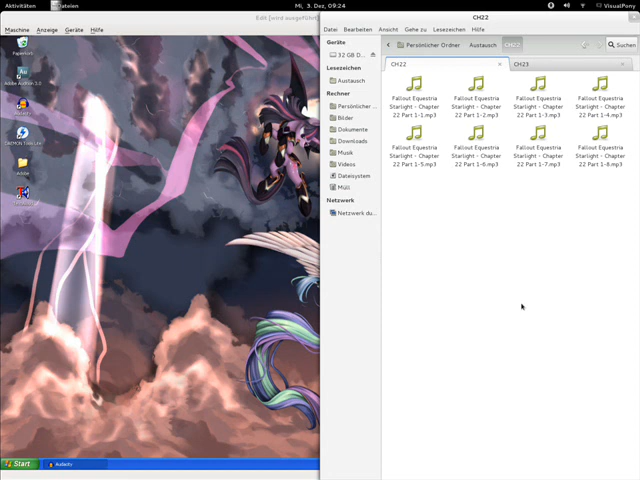 Aktivitäten
Dateien
Mi, 3. Dez, 09:24
VisualPony
Edit [wird ausgeführt]
Maschine Anzeige Geräte Hilfe
Papierkorb
Adobe Audition 3.0
DAEMON Tools Lite
Adobe
Start
Audacity
CH22
Datei Bearbeiten Ansicht Gehe zu Lesezeichen Hilfe
Persönlicher Ordner
Austausch
CH22
Suchen
Geräte
32 GB D...
Lesezeichen
Austausch
Rechner
Persönlicher ...
Bilder
Dokumente
Downloads
Musik
Videos
Dateisystem
Müll
Netzwerk
Netzwerk du...
CH22
CH23
Fallout Equestria Starlight - Chapter 22 Part 1-1.mp3
Fallout Equestria Starlight - Chapter 22 Part 1-2.mp3
Fallout Equestria Starlight - Chapter 22 Part 1-3.mp3
Fallout Equestria Starlight - Chapter 22 Part 1-4.mp3
Fallout Equestria Starlight - Chapter 22 Part 1-5.mp3
Fallout Equestria Starlight - Chapter 22 Part 1-6.mp3
Fallout Equestria Starlight - Chapter 22 Part 1-7.mp3
Fallout Equestria Starlight - Chapter 22 Part 1-8.mp3